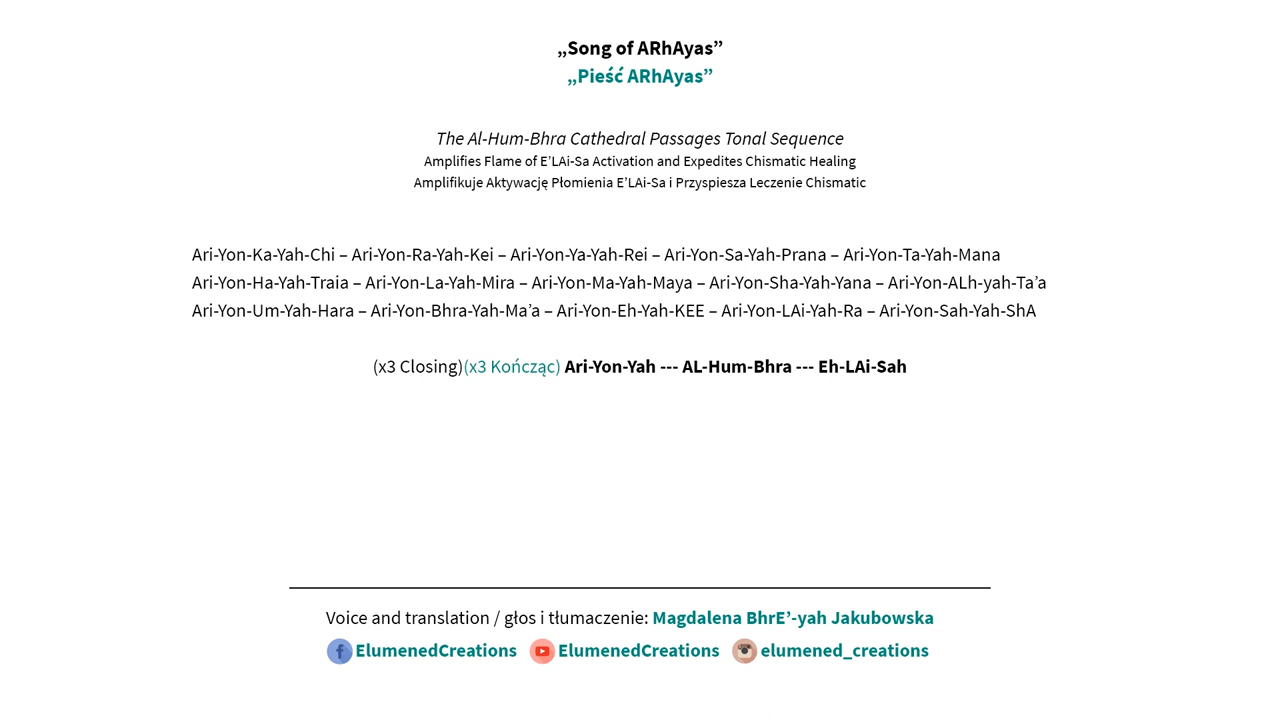 „Song of ARhAyas”
„Pieść ARhAyas”
The Al-Hum-Bhra Cathedral Passages Tonal Sequence
Amplifies Flame of E’LAi-Sa Activation and Expedites Chismatic Healing
Amplifikuje Aktywację Płomienia E’LAi-Sa i Przyspiesza Leczenie Chismatic
Ari-Yon-Ka-Yah-Chi – Ari-Yon-Ra-Yah-Kei – Ari-Yon-Ya-Yah-Rei – Ari-Yon-Sa-Yah-Prana – Ari-Yon-Ta-Yah-Mana
Ari-Yon-Ha-Yah-Traia – Ari-Yon-La-Yah-Mira – Ari-Yon-Ma-Yah-Maya – Ari-Yon-Sha-Yah-Yana – Ari-Yon-ALh-yah-Ta’a
Ari-Yon-Um-Yah-Hara – Ari-Yon-Bhra-Yah-Ma’a – Ari-Yon-Eh-Yah-KEE – Ari-Yon-LAi-Yah-Ra – Ari-Yon-Sah-Yah-ShA
(x3 Closing)(x3 Kończąc) Ari-Yon-Yah --- AL-Hum-Bhra --- Eh-LAi-Sah
Voice and translation / głos i tłumaczenie: Magdalena BhrE’-yah Jakubowska
ElumenedCreations ElumenedCreations elumened_creations